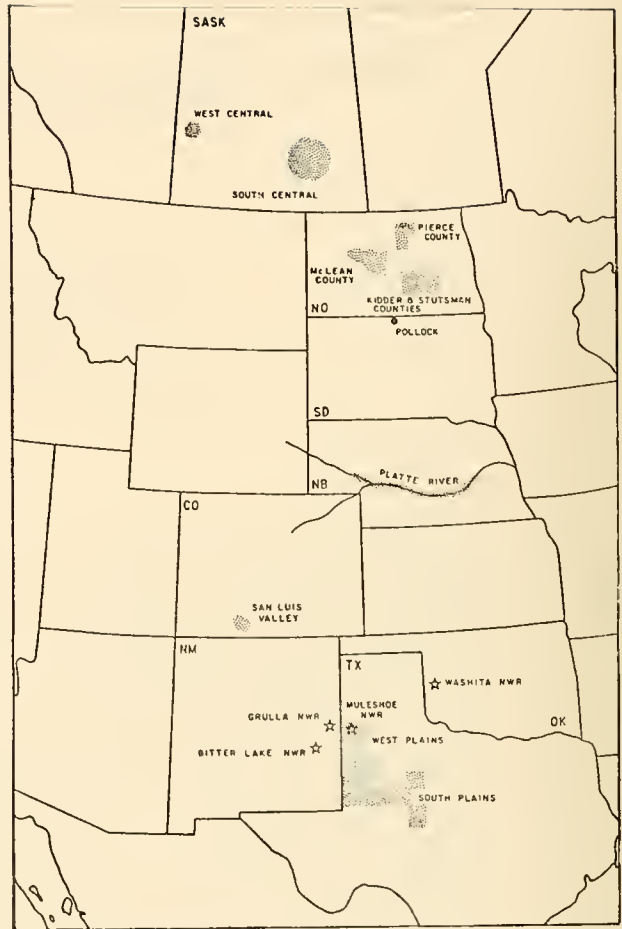 SASK
WEST CENTRAL
SOUTH CENTRAL
PIERCE
COUNTY
McLEAN
COUNTY
KIDDER & STUTSMAN
COUNTIES
ND
POLLOCK
SD
PLATTE RIVER
NB
CO
SAN LUIS
VALLEY
NM
TX
WASHITA NWR
MULESHOE
NWR
GRULLA NWR
WEST PLAINS
OK
BITTER LAKE NWR
SOUTH PLAINS